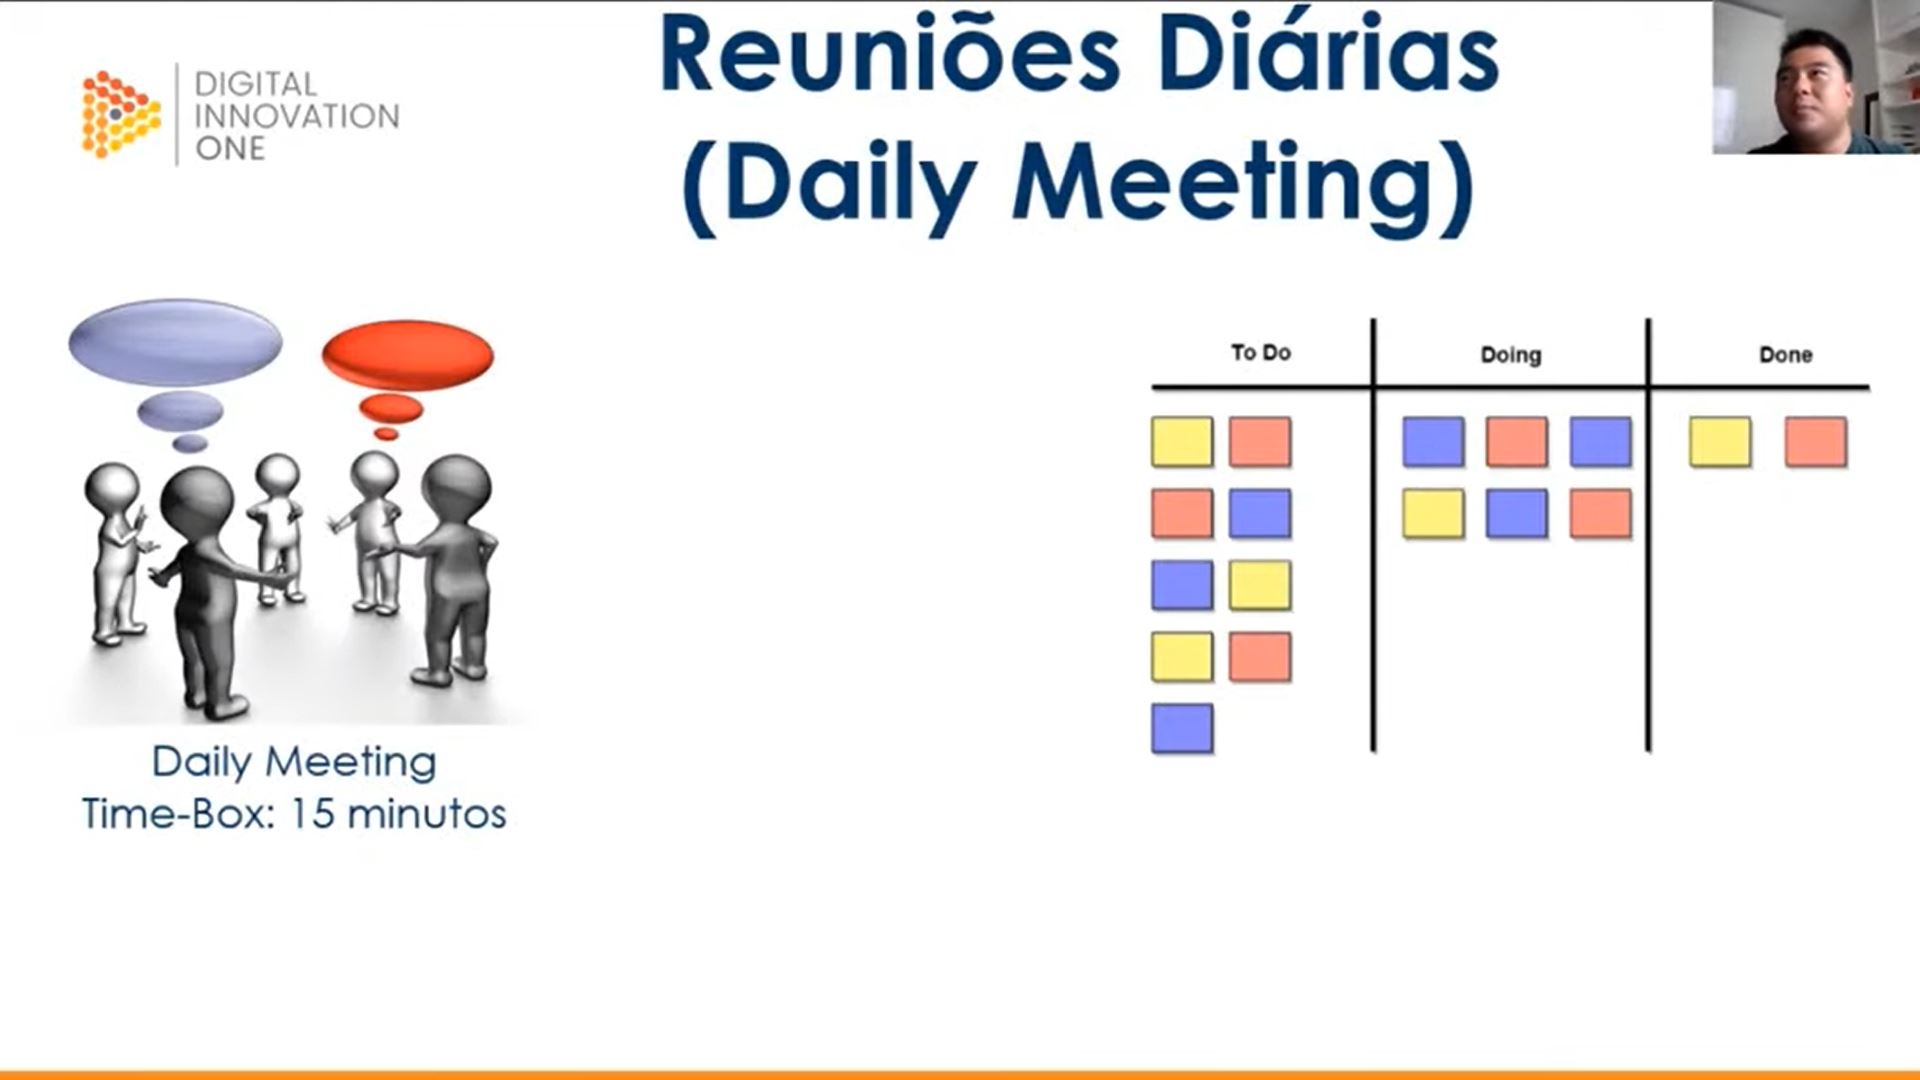 DIGITAL
INNOVATION
ONE
Reuniões Diárias
(Daily Meeting)
To Do
Doing
Done
Daily Meeting
Time-Box: 15 minutos